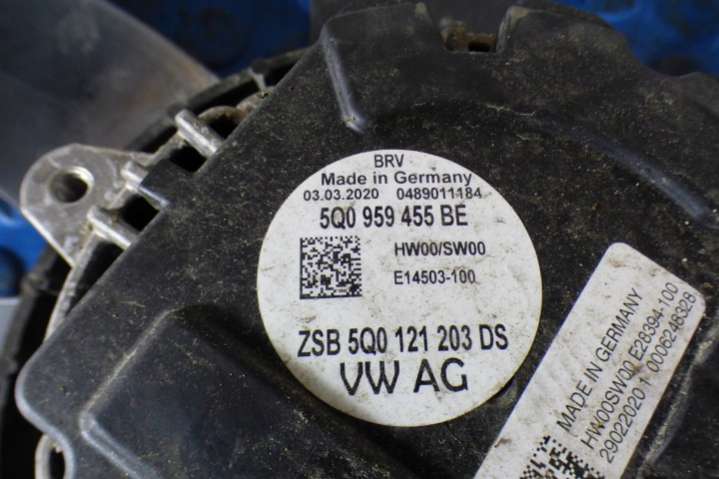 BRV
Made in Germany
03.03.2020 0489011184
5Q0 959 455 BE
HW00/SW00
E14503-100
ZSB 5Q0 121 203 DS
VW AG
MADE IN GERMANY
HW00SW00 E28394-100
29022020 1 0006246328